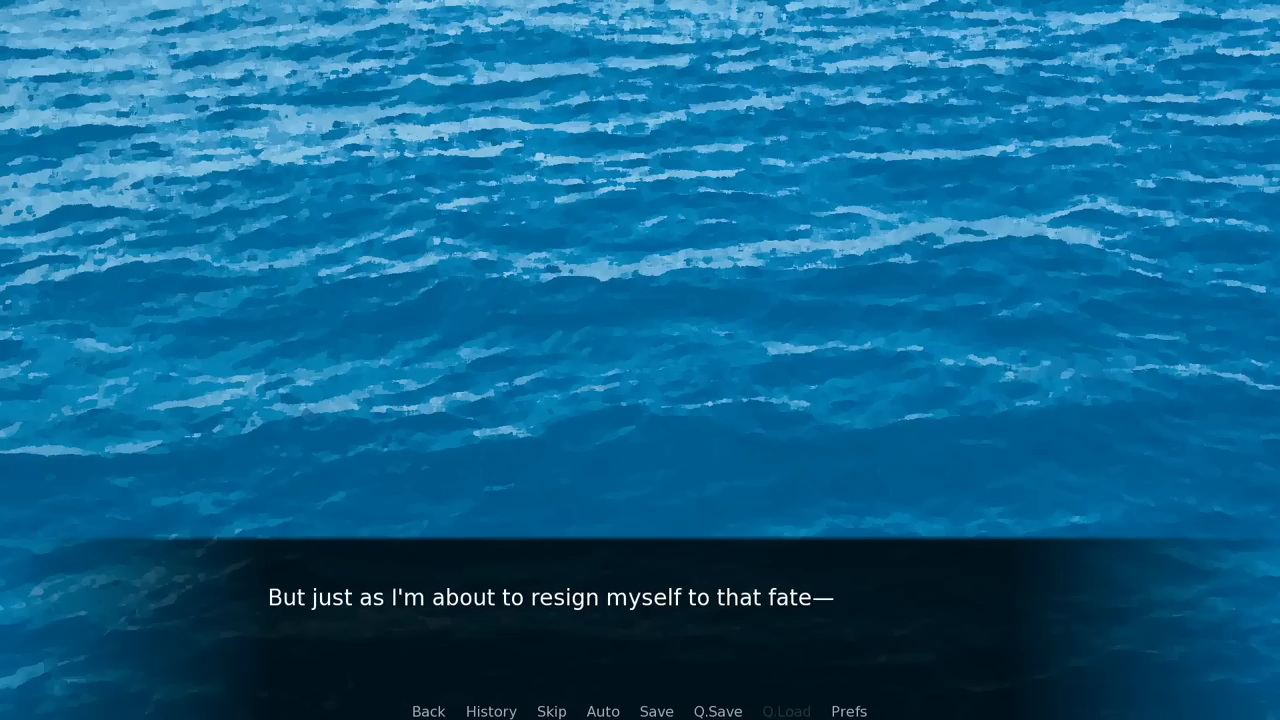 But just as I'm about to resign myself to that fate—
Back History Skip Auto Save Q.Save Q.Load Prefs